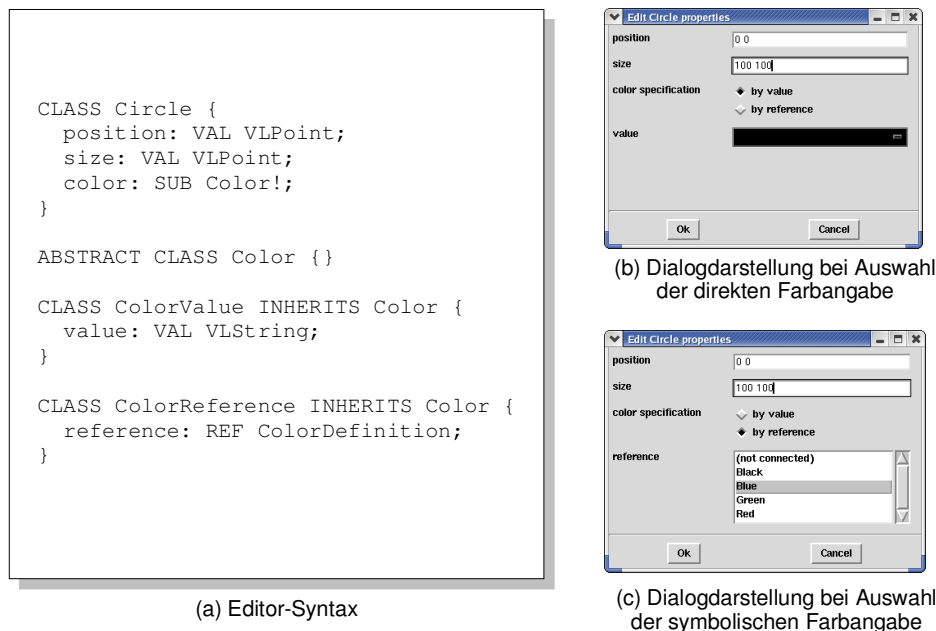 CLASS Circle {
position: VAL VLPoint;
size: VAL VLPoint;
color: SUB Color!;
}
ABSTRACT CLASS Color {}
CLASS ColorValue INHERITS Color {
value: VAL VLString;
}
CLASS ColorReference INHERITS Color {
reference: REF ColorDefinition;
}
(a) Editor-Syntax
Edit Circle properties
position 0 0
size 100 100
color specification by value
by reference
value
Ok Cancel
(b) Dialogdarstellung bei Auswahl
der direkten Farbangabe
Edit Circle properties
position 0 0
size 100 100
color specification by value
by reference
reference (not connected)
Black
Blue
Green
Red
Ok Cancel
(c) Dialogdarstellung bei Auswahl
der symbolischen Farbangabe